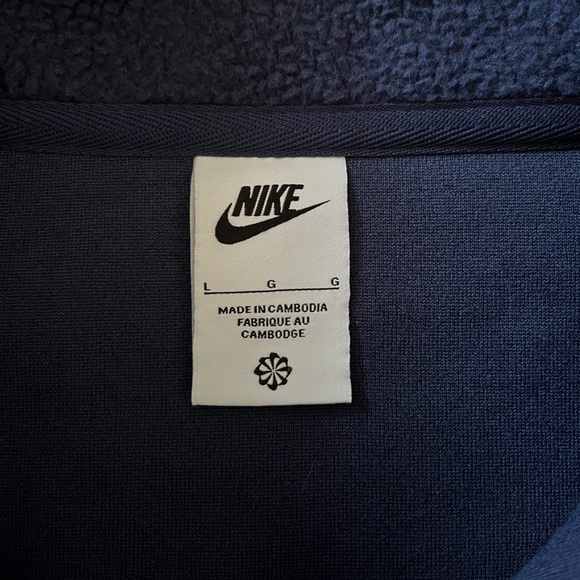 NIKE
L G G
MADE IN CAMBODIA
FABRIQUE AU
CAMBODGE